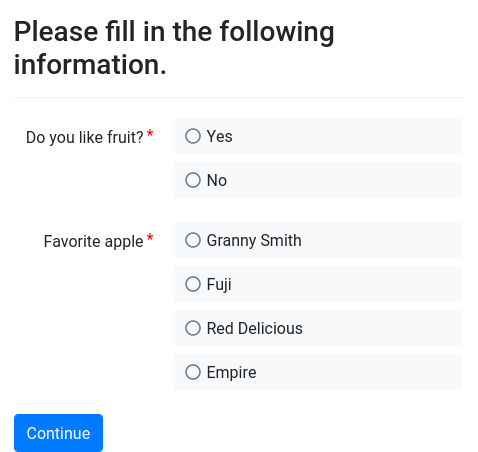 Please fill in the following
information.
Do you like fruit? *
Yes
No
Favorite apple *
Granny Smith
Fuji
Red Delicious
Empire
Continue